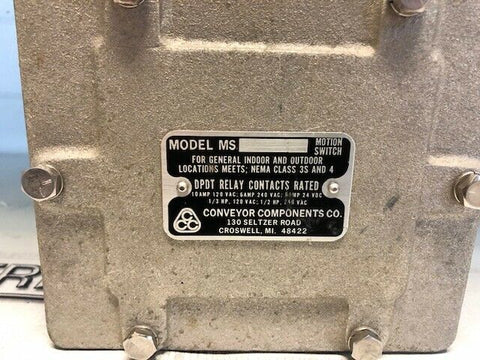 MODEL MS MOTION SWITCH
FOR GENERAL INDOOR AND OUTDOOR
LOCATIONS MEETS; NEMA CLASS 3S AND 4
DPDT RELAY CONTACTS RATED
10AMP 120 VAC; 6AMP 240 VAC; AMP 24 VDC
1/3 HP, 120 VAC; 1/2 HP, 240 VAC
CONVEYOR COMPONENTS CO.
130 SELTZER ROAD
CROSWELL, MI. 48422